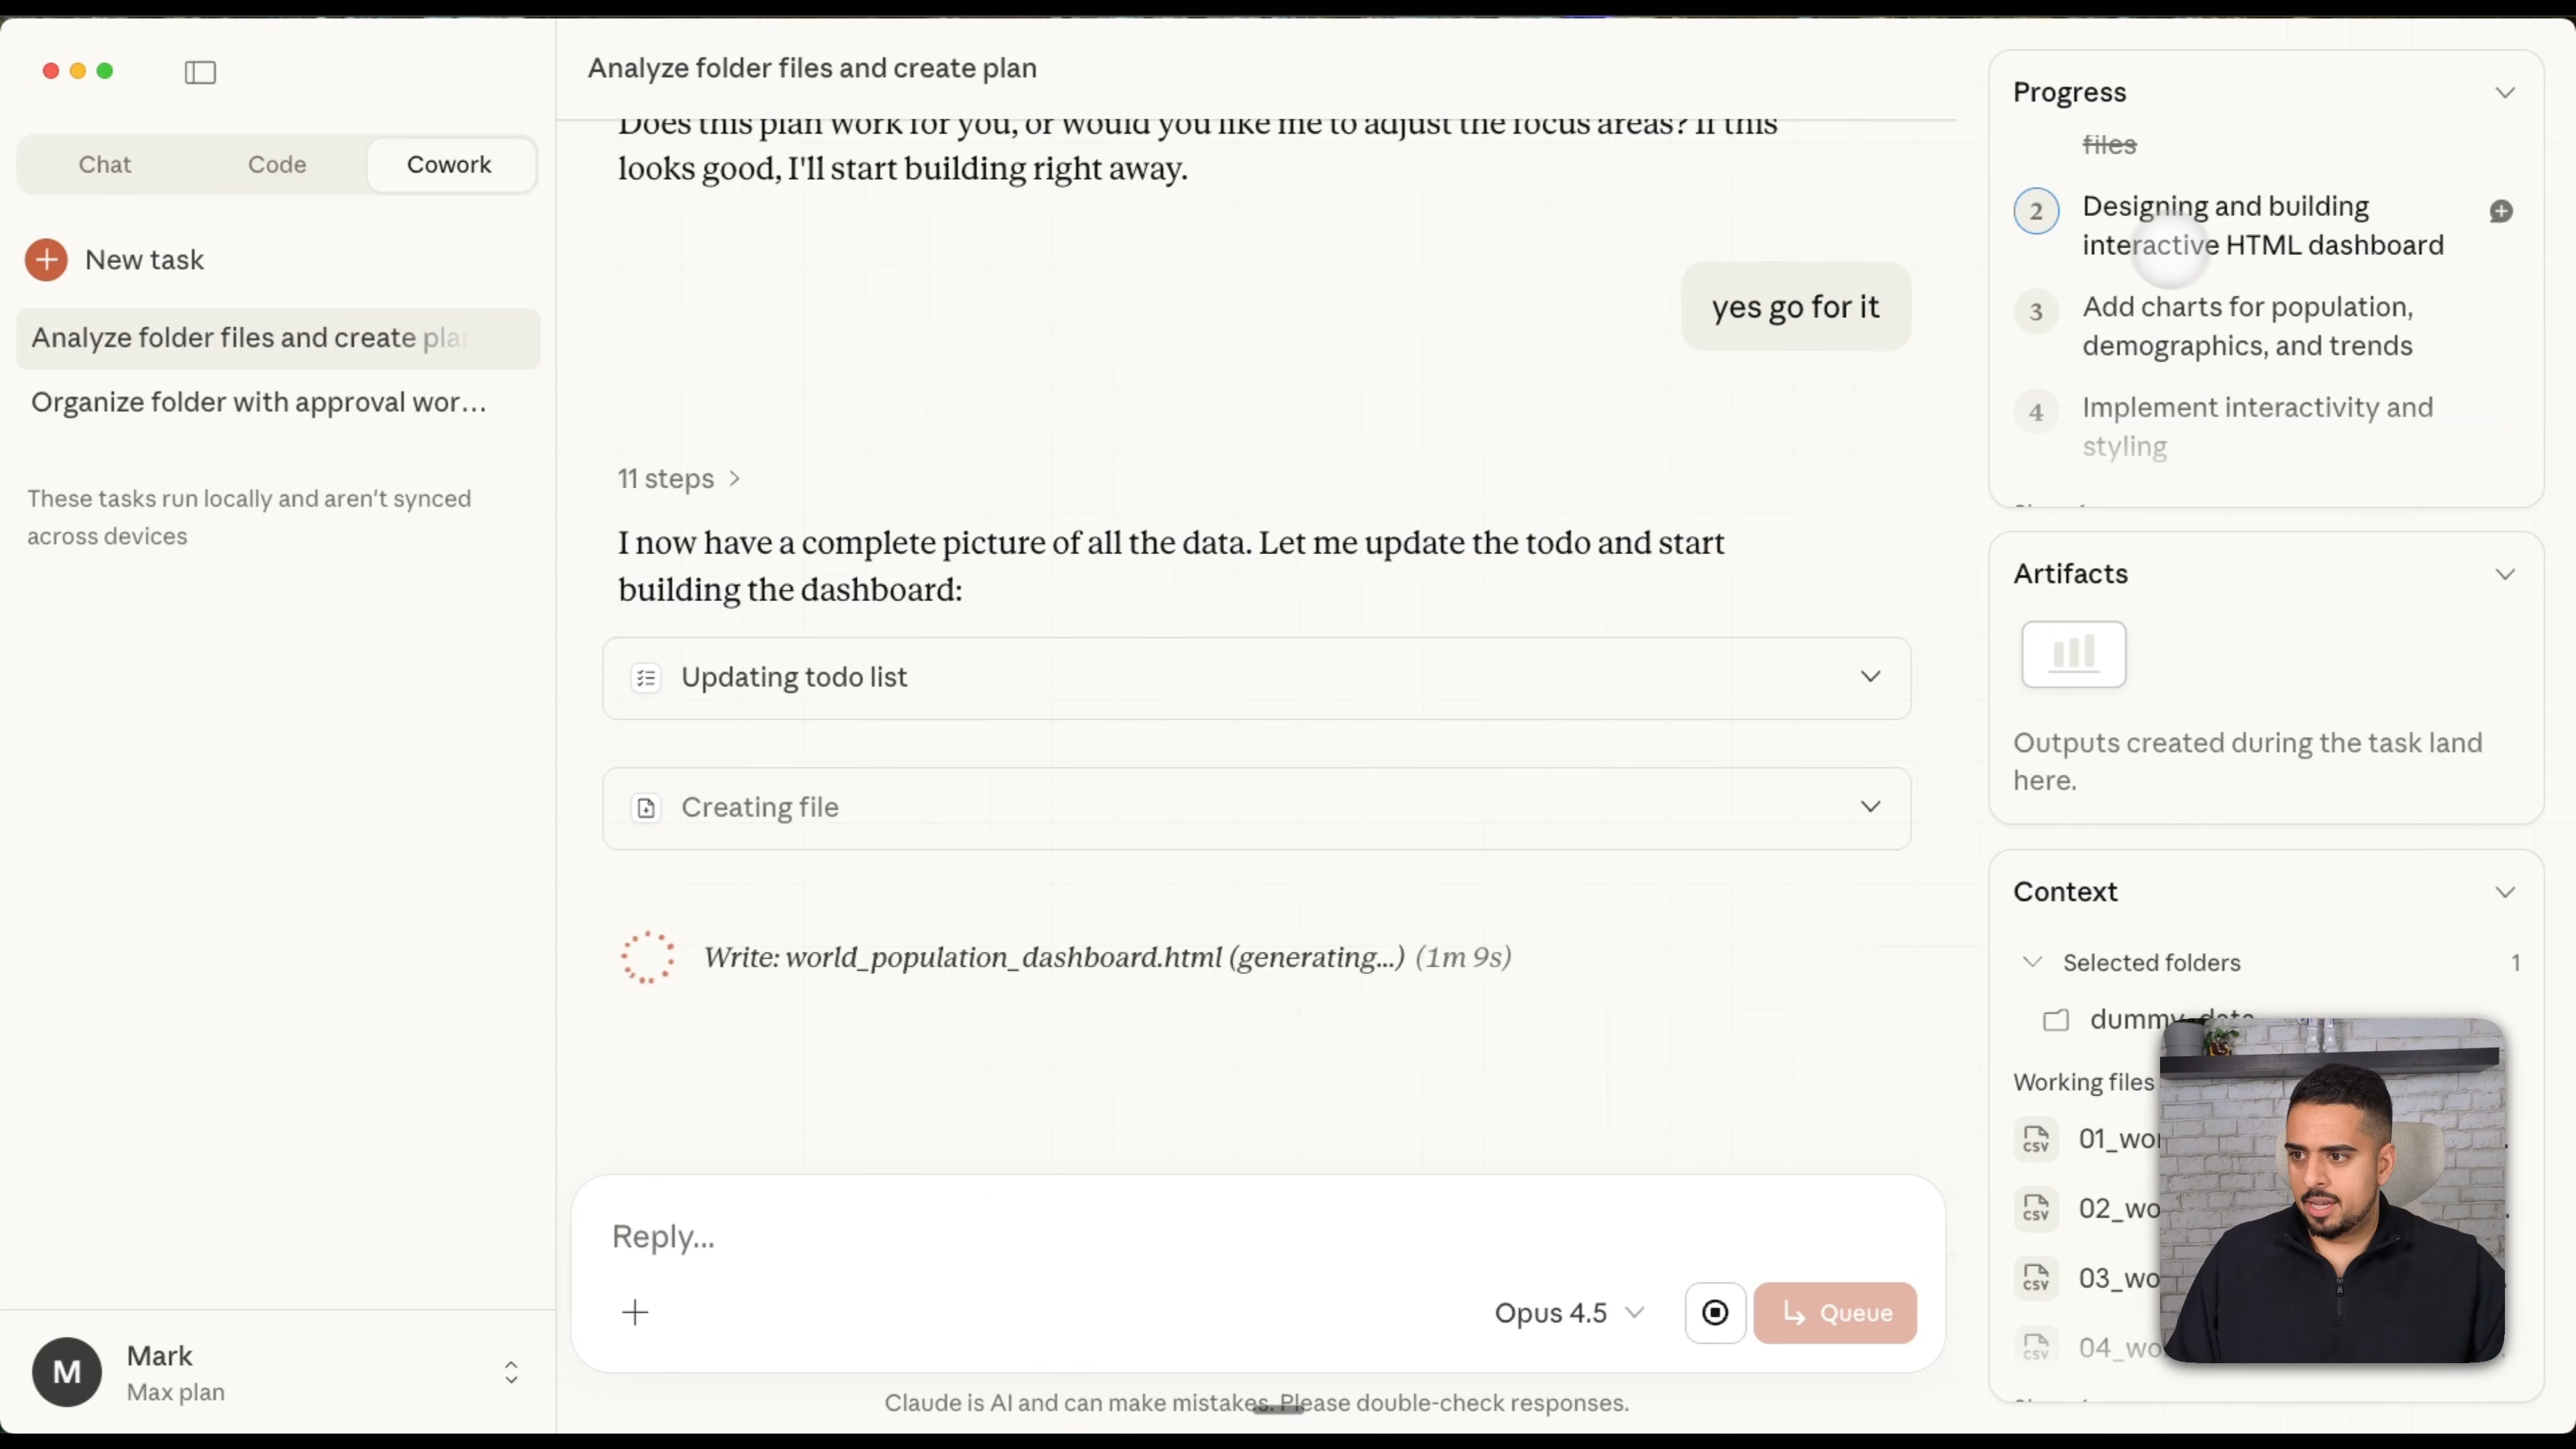 Chat
Code
Cowork
New task
Analyze folder files and create pla
Organize folder with approval wor...
These tasks run locally and aren't synced
across devices
Mark
Max plan
M
Analyze folder files and create plan
Does this plan work for you, or would you like me to adjust the focus areas? If this
looks good, I'll start building right away.
yes go for it
11 steps
I now have a complete picture of all the data. Let me update the todo and start
building the dashboard:
Updating todo list
Creating file
Write: world_population_dashboard.html (generating...) (1m 9s)
Reply...
Opus 4.5
Queue
Claude is AI and can make mistakes. Please double-check responses.
Progress
files
2
Designing and building
interactive HTML dashboard
3
Add charts for population,
demographics, and trends
4
Implement interactivity and
styling
Artifacts
Outputs created during the task land
here.
Context
Selected folders
1
dummy_data
Working files
CSV
01_wo
CSV
02_wo
CSV
03_wo
CSV
04_wo